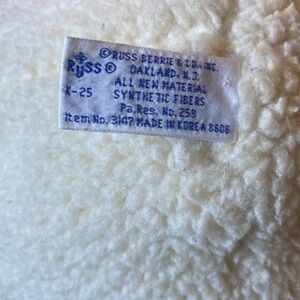 © RUSS BERRIE & CO., INC.
Russ® OAKLAND, N.J.
ALL NEW MATERIAL
K-25 SYNTHETIC FIBERS
Pa. Reg. No. 259
Item No. 3147 MADE IN KOREA 8606